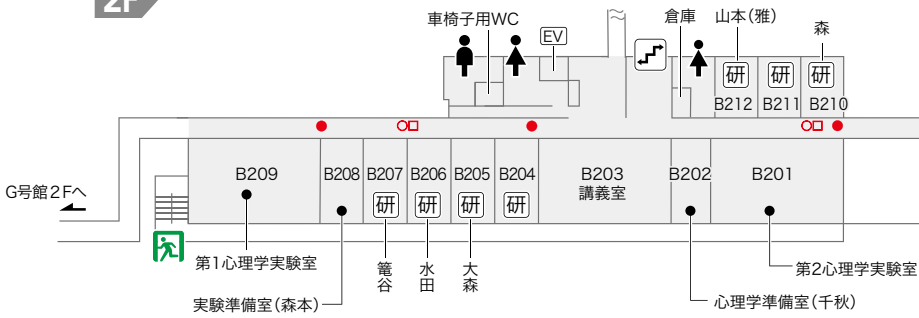 2F
車椅子用WC
EV
倉庫
山本(雅)
森
研
研
研
B212
B211
B210
B209
B208
B207
B206
B205
B204
B203
講義室
B202
B201
研
研
研
研
G号館2Fへ
第1心理学実験室
実験準備室(森本)
篭谷
水田
大森
第2心理学実験室
心理学準備室(千秋)